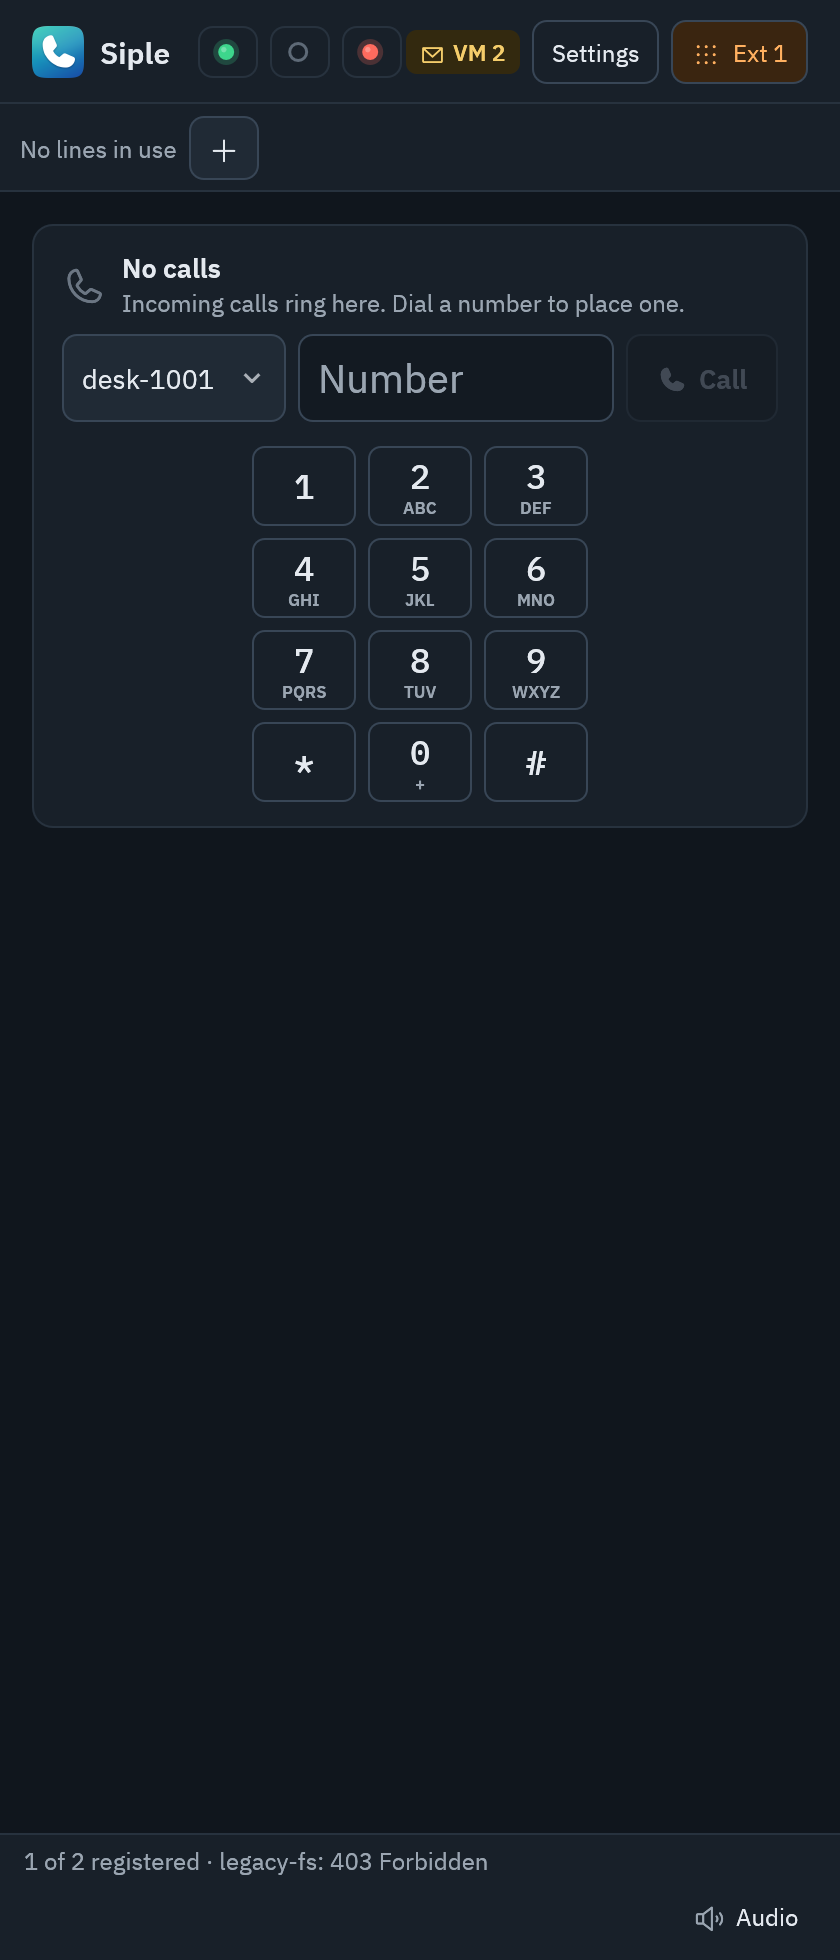 Siple
VM 2
Settings
Ext 1
No lines in use
No calls
Incoming calls ring here. Dial a number to place one.
desk-1001
Number
Call
1
2
ABC
3
DEF
4
GHI
5
JKL
6
MNO
7
PQRS
8
TUV
9
WXYZ
*
0
+
#
1 of 2 registered · legacy-fs: 403 Forbidden
Audio